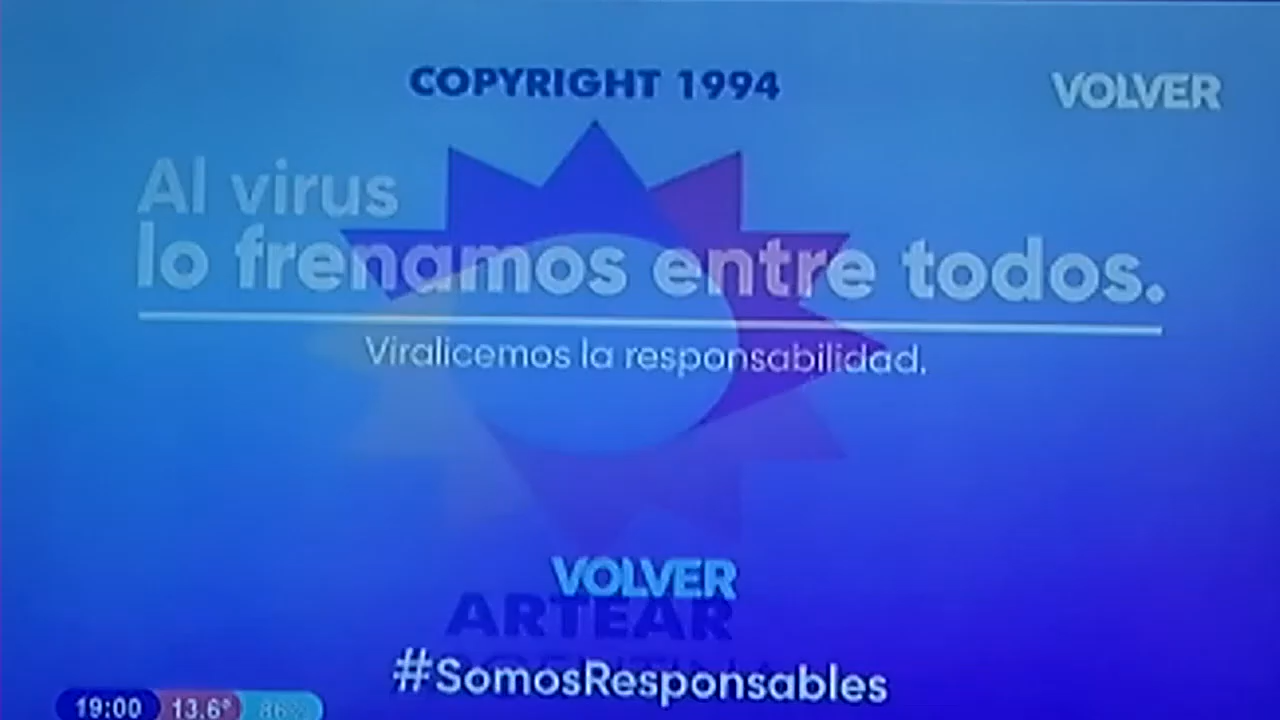 COPYRIGHT 1994
VOLVER
Al virus
lo frenamos entre todos.
Viralicemos la responsabilidad.
VOLVER
ARTEAR
#SomosResponsables
19:00 13.6° 86%